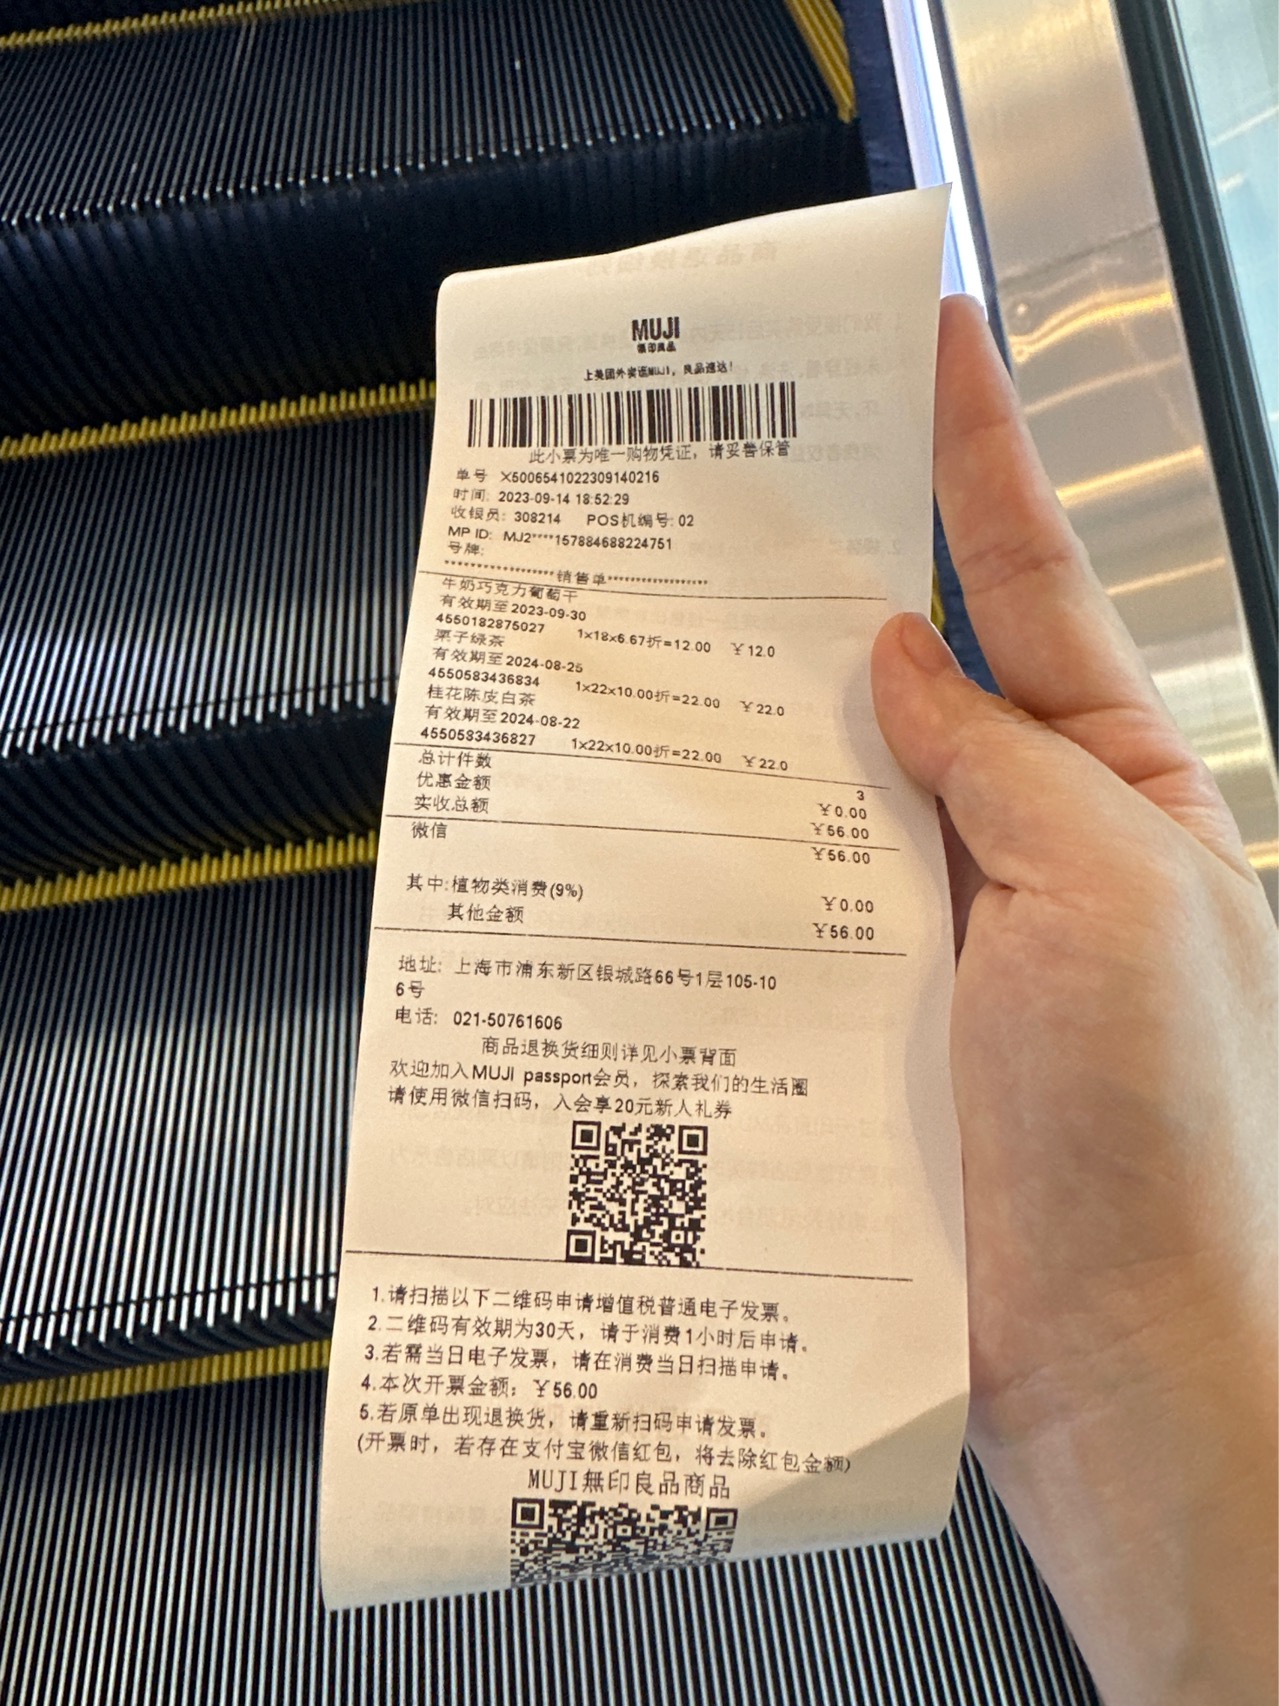 MUJI
無印良品
上美团外卖逛MUJI，良品速达！
此小票为唯一购物凭证，请妥善保管
单号 X5006541022309140216
时间: 2023-09-14 18:52:29
收银员: 308214 POS机编号: 02
MP ID: MJ2****157884688224751
号牌:
******************销售单******************
牛奶巧克力葡萄干
有效期至2023-09-30
4550182875027 1×18×6.67折=12.00 ￥12.0
栗子绿茶
有效期至2024-08-25
4550583436834 1×22×10.00折=22.00 ￥22.0
桂花陈皮白茶
有效期至2024-08-22
4550583436827 1×22×10.00折=22.00 ￥22.0
总计件数 3
优惠金额 ￥0.00
实收总额 ￥56.00
微信 ￥56.00
其中:植物类消费(9%) ￥0.00
其他金额 ￥56.00
地址: 上海市浦东新区银城路66号1层105-10
6号
电话: 021-50761606
商品退换货细则详见小票背面
欢迎加入MUJI passport会员，探索我们的生活圈
请使用微信扫码，入会享20元新人礼券
1.请扫描以下二维码申请增值税普通电子发票。
2.二维码有效期为30天，请于消费1小时后申请。
3.若需当日电子发票，请在消费当日扫描申请。
4.本次开票金额：￥56.00
5.若原单出现退换货，请重新扫码申请发票。
(开票时，若存在支付宝微信红包，将去除红包金额)
MUJI無印良品商品